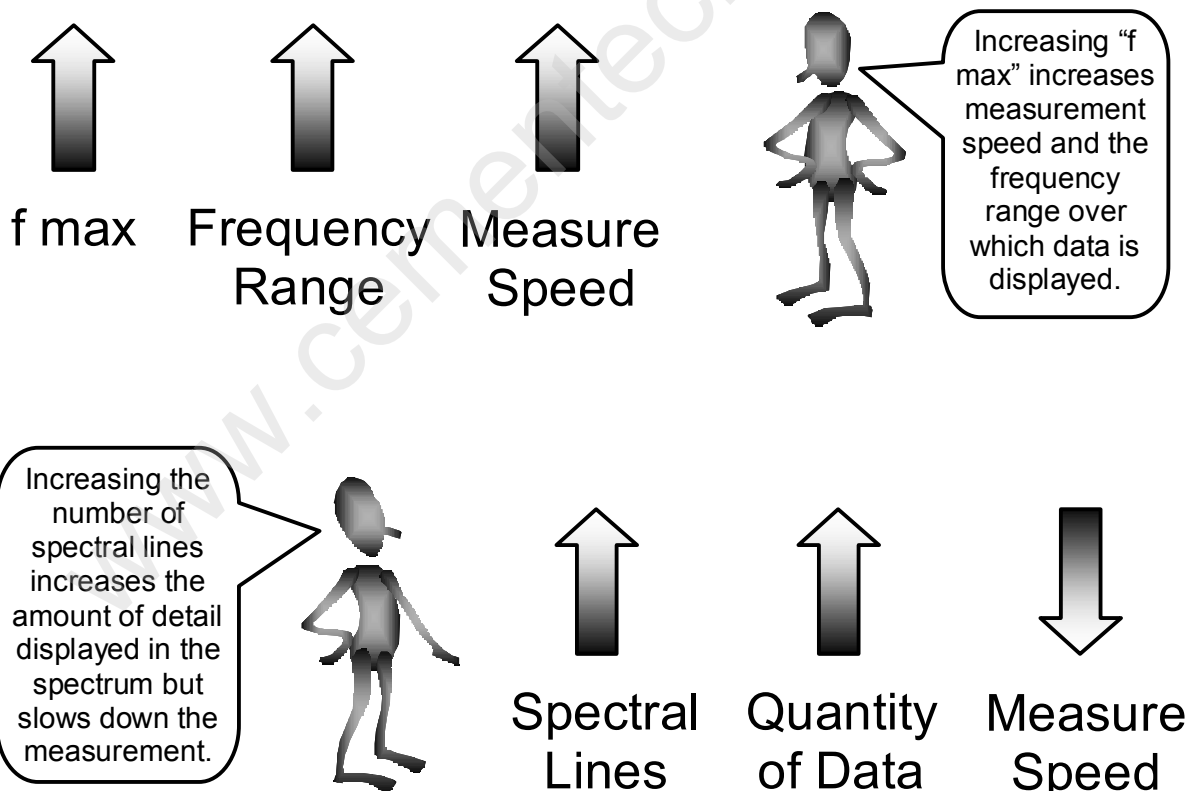 Increasing “f
max” increases
measurement
speed and the
frequency
range over
which data is
displayed.
f max
Frequency
Range
Measure
Speed
Increasing the
number of
spectral lines
increases the
amount of detail
displayed in the
spectrum but
slows down the
measurement.
Spectral
Lines
Quantity
of Data
Measure
Speed